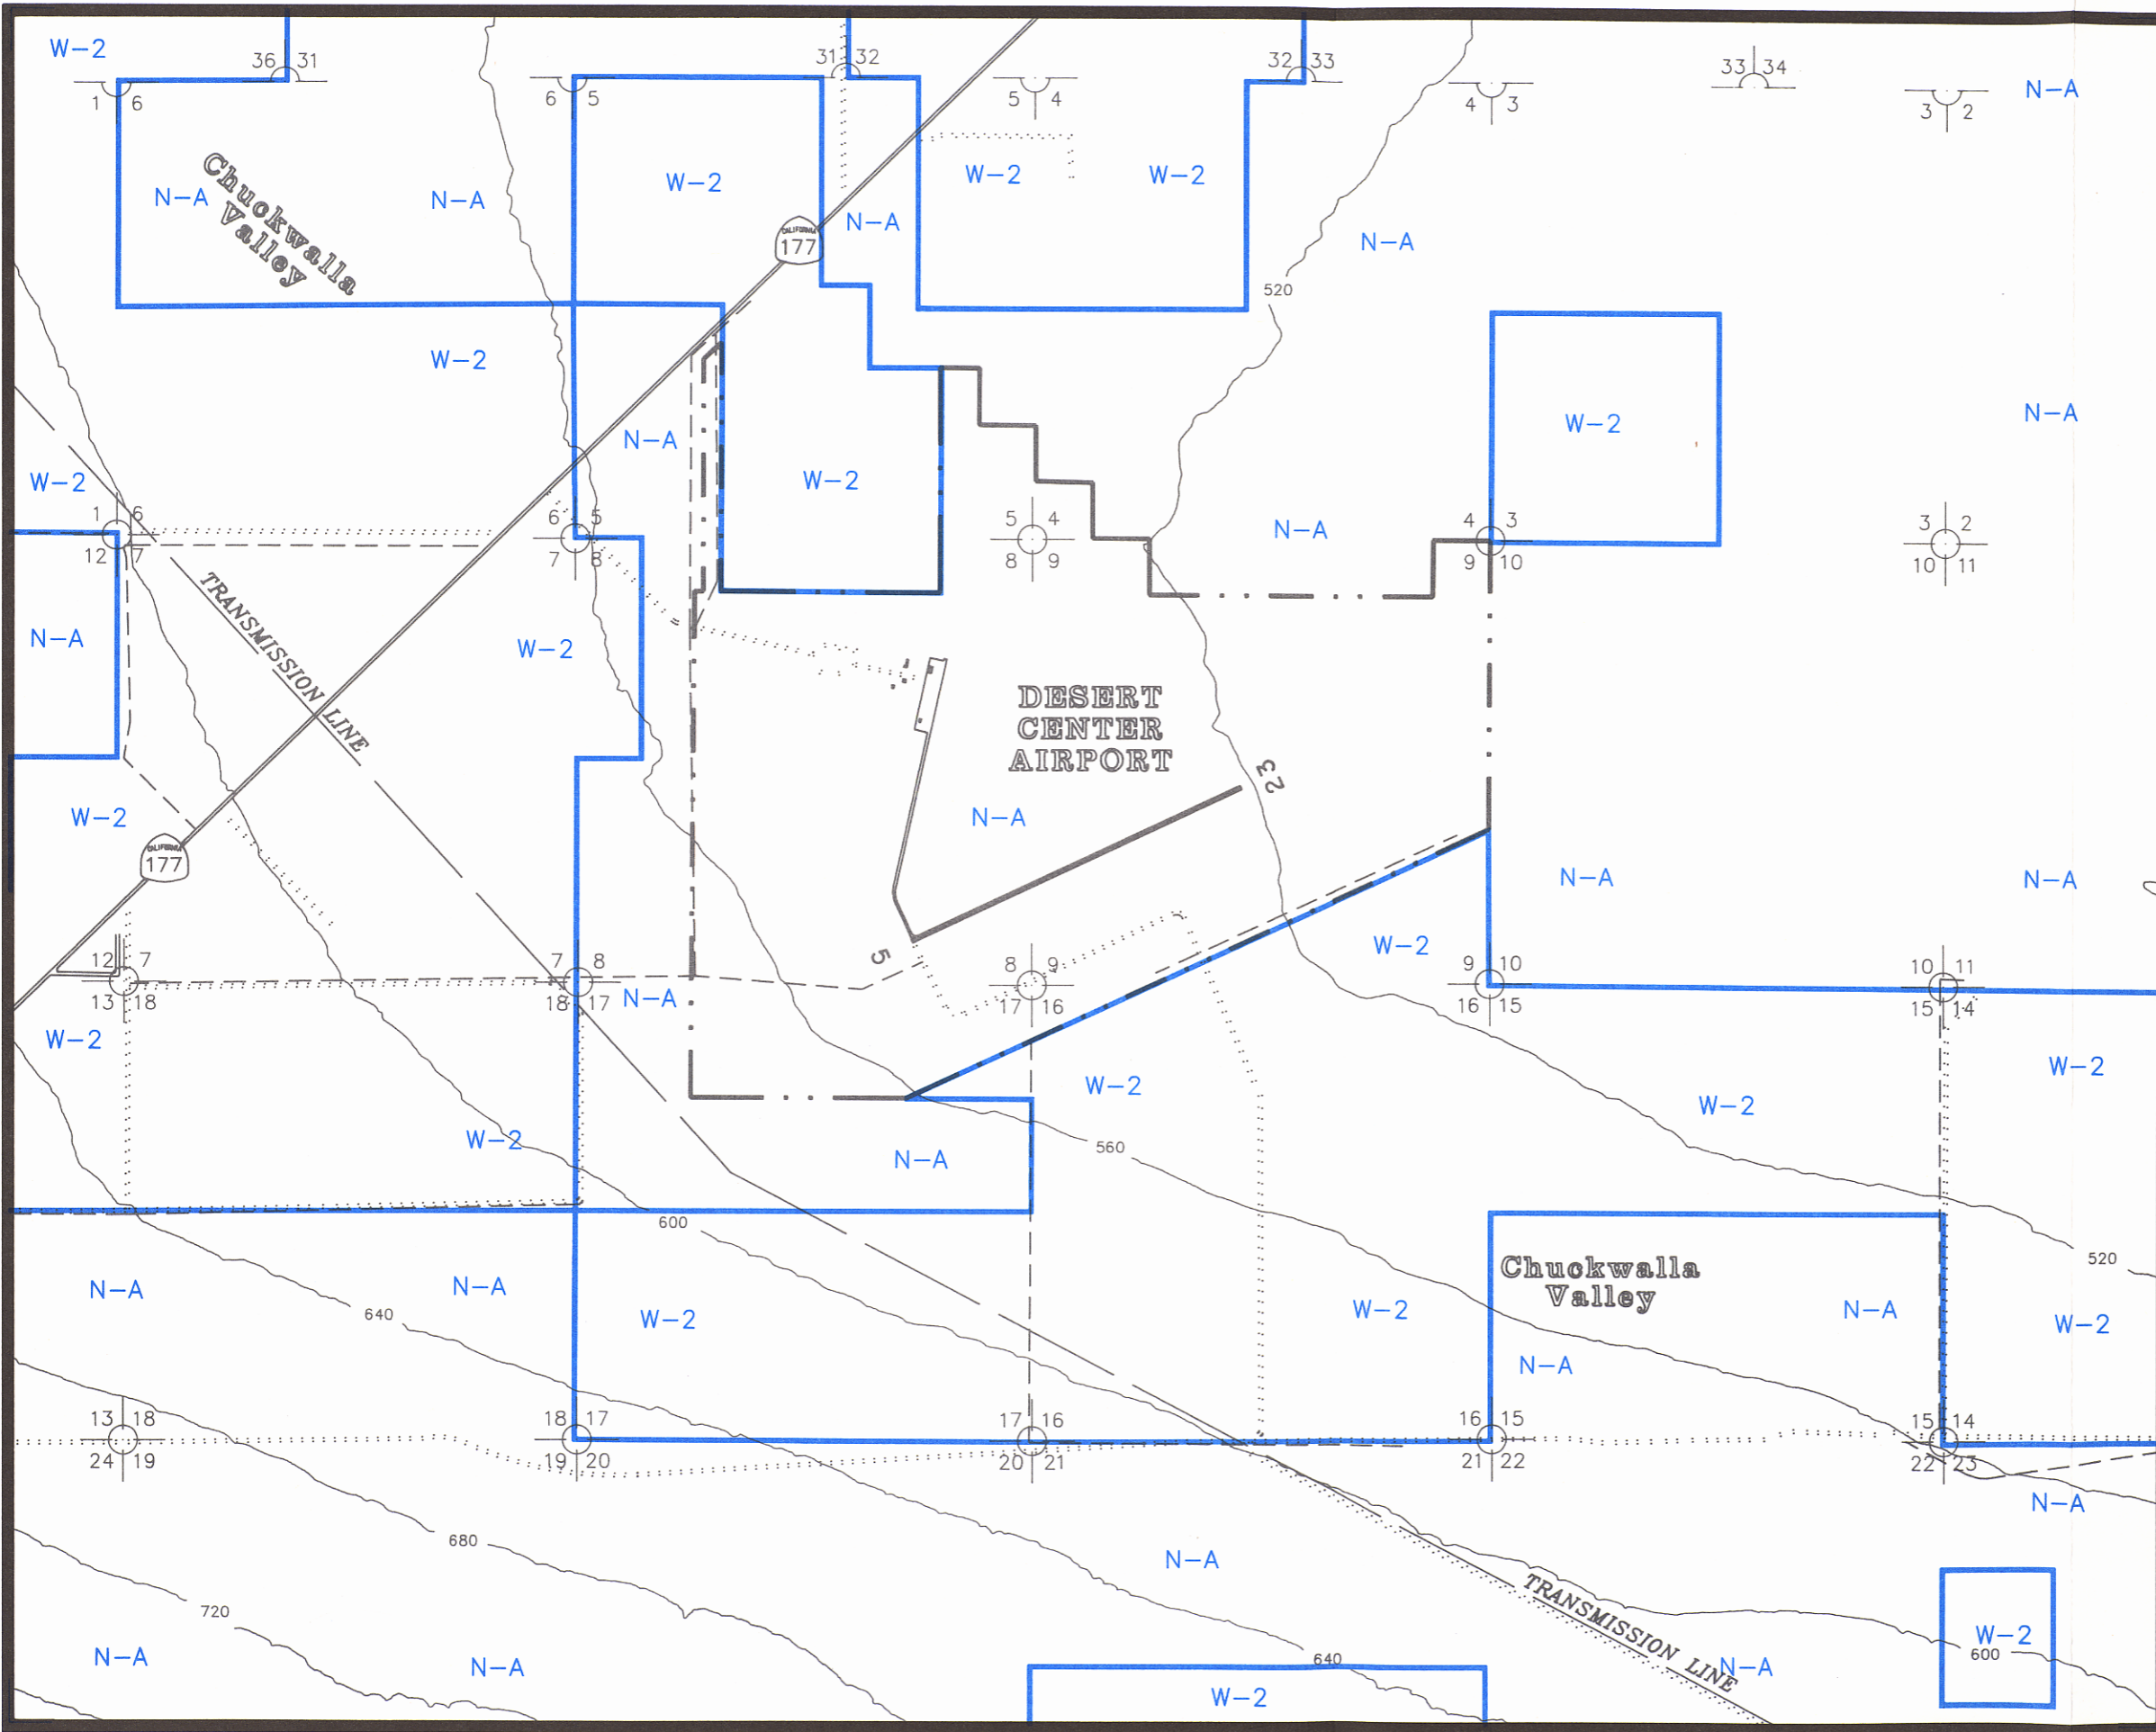 W-2
36 31
31 32
32 33
33 34
1 6
6 5
5 4
4 3
3 2
N-A
W-2
W-2
W-2
N-A
N-A
Chuckwalla
Valley
N-A
CALIFORNIA
177
N-A
520
W-2
N-A
W-2
N-A
W-2
W-2
1 6
12 7
6 5
7 8
5 4
8 9
N-A
4 3
9 10
3 2
10 11
TRANSMISSION LINE
N-A
W-2
DESERT
CENTER
AIRPORT
23
W-2
N-A
CALIFORNIA
177
N-A
N-A
5
W-2
12 7
13 18
7 8
18 17
N-A
8 9
17 16
9 10
16 15
10 11
15 14
W-2
W-2
W-2
W-2
W-2
560
N-A
600
520
Chuckwalla
Valley
N-A
N-A
640
W-2
W-2
N-A
W-2
N-A
13 18
24 19
18 17
19 20
17 16
20 21
16 15
21 22
15 14
22 23
N-A
680
N-A
720
TRANSMISSION LINE
W-2
600
N-A
N-A
640
N-A
W-2